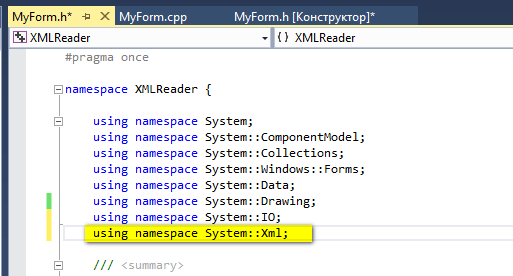 MyForm.h* MyForm.cpp MyForm.h [Конструктор]*
XMLReader {} XMLReader
#pragma once
namespace XMLReader {
using namespace System;
using namespace System::ComponentModel;
using namespace System::Collections;
using namespace System::Windows::Forms;
using namespace System::Data;
using namespace System::Drawing;
using namespace System::IO;
using namespace System::Xml;
/// <summary>